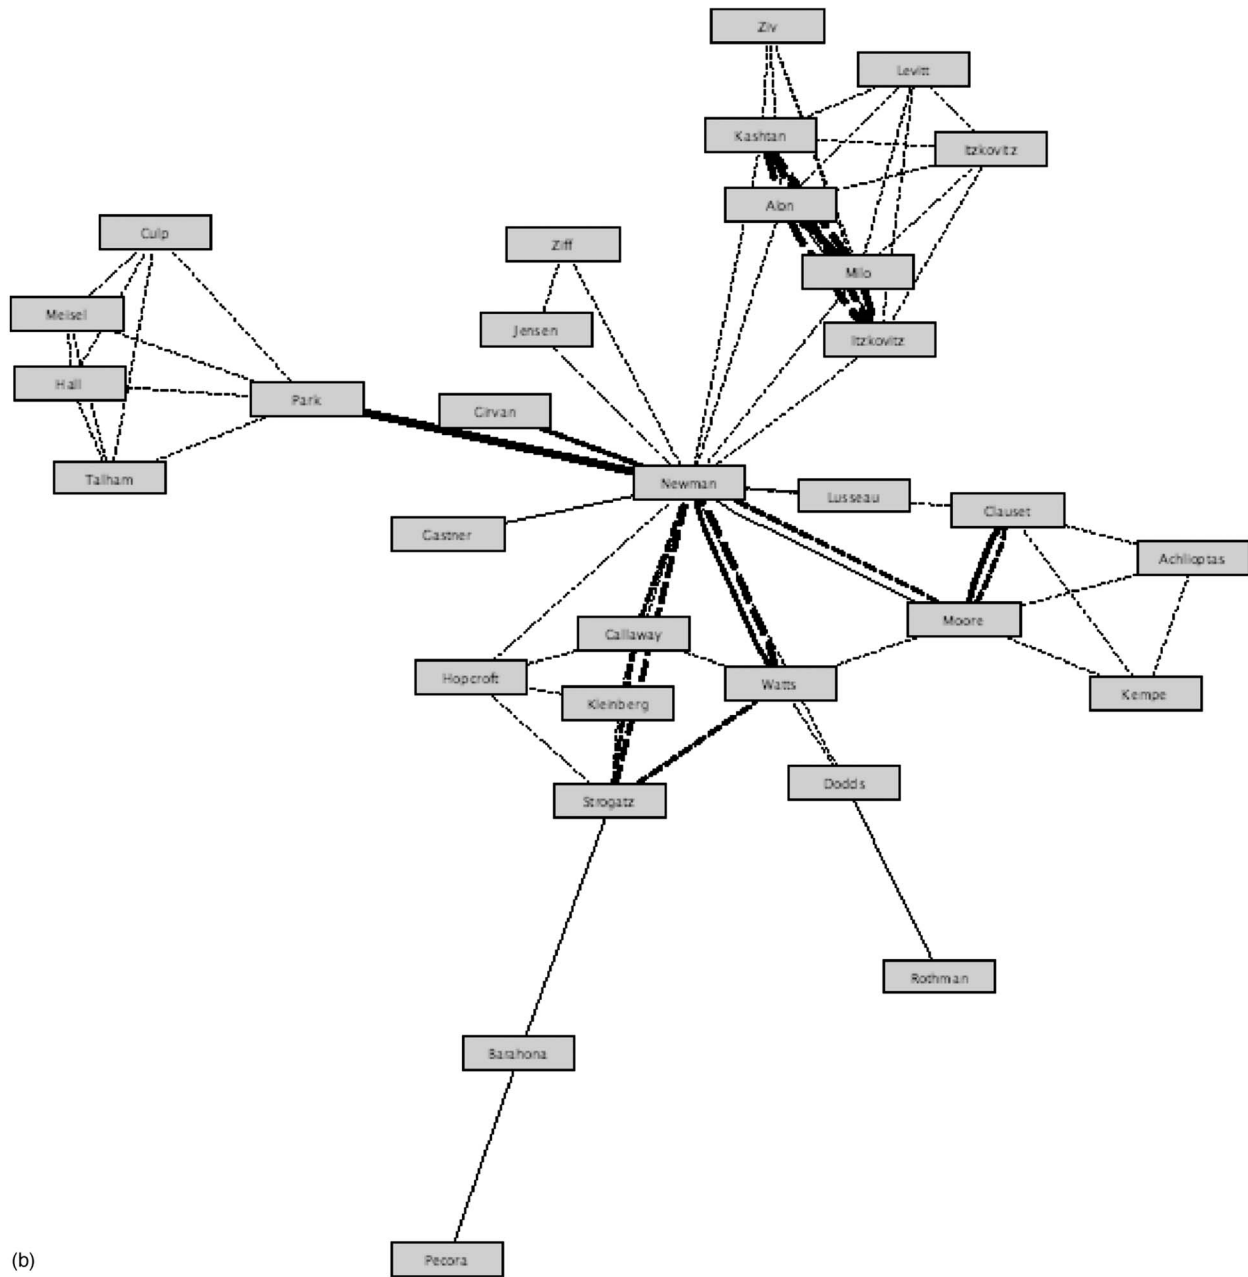 Ziv
Levitt
Kashtan
Itzkovitz
Alon
Culp
Ziff
Milo
Meisel
Jensen
Itzkovitz
Hall
Park
Girvan
Talham
Newman
Lusseau
Clauset
Gastner
Achlioptas
Moore
Callaway
Hopcroft
Watts
Kleinberg
Kempe
Dodds
Strogatz
Rothman
Barahona
Pecora
(b)